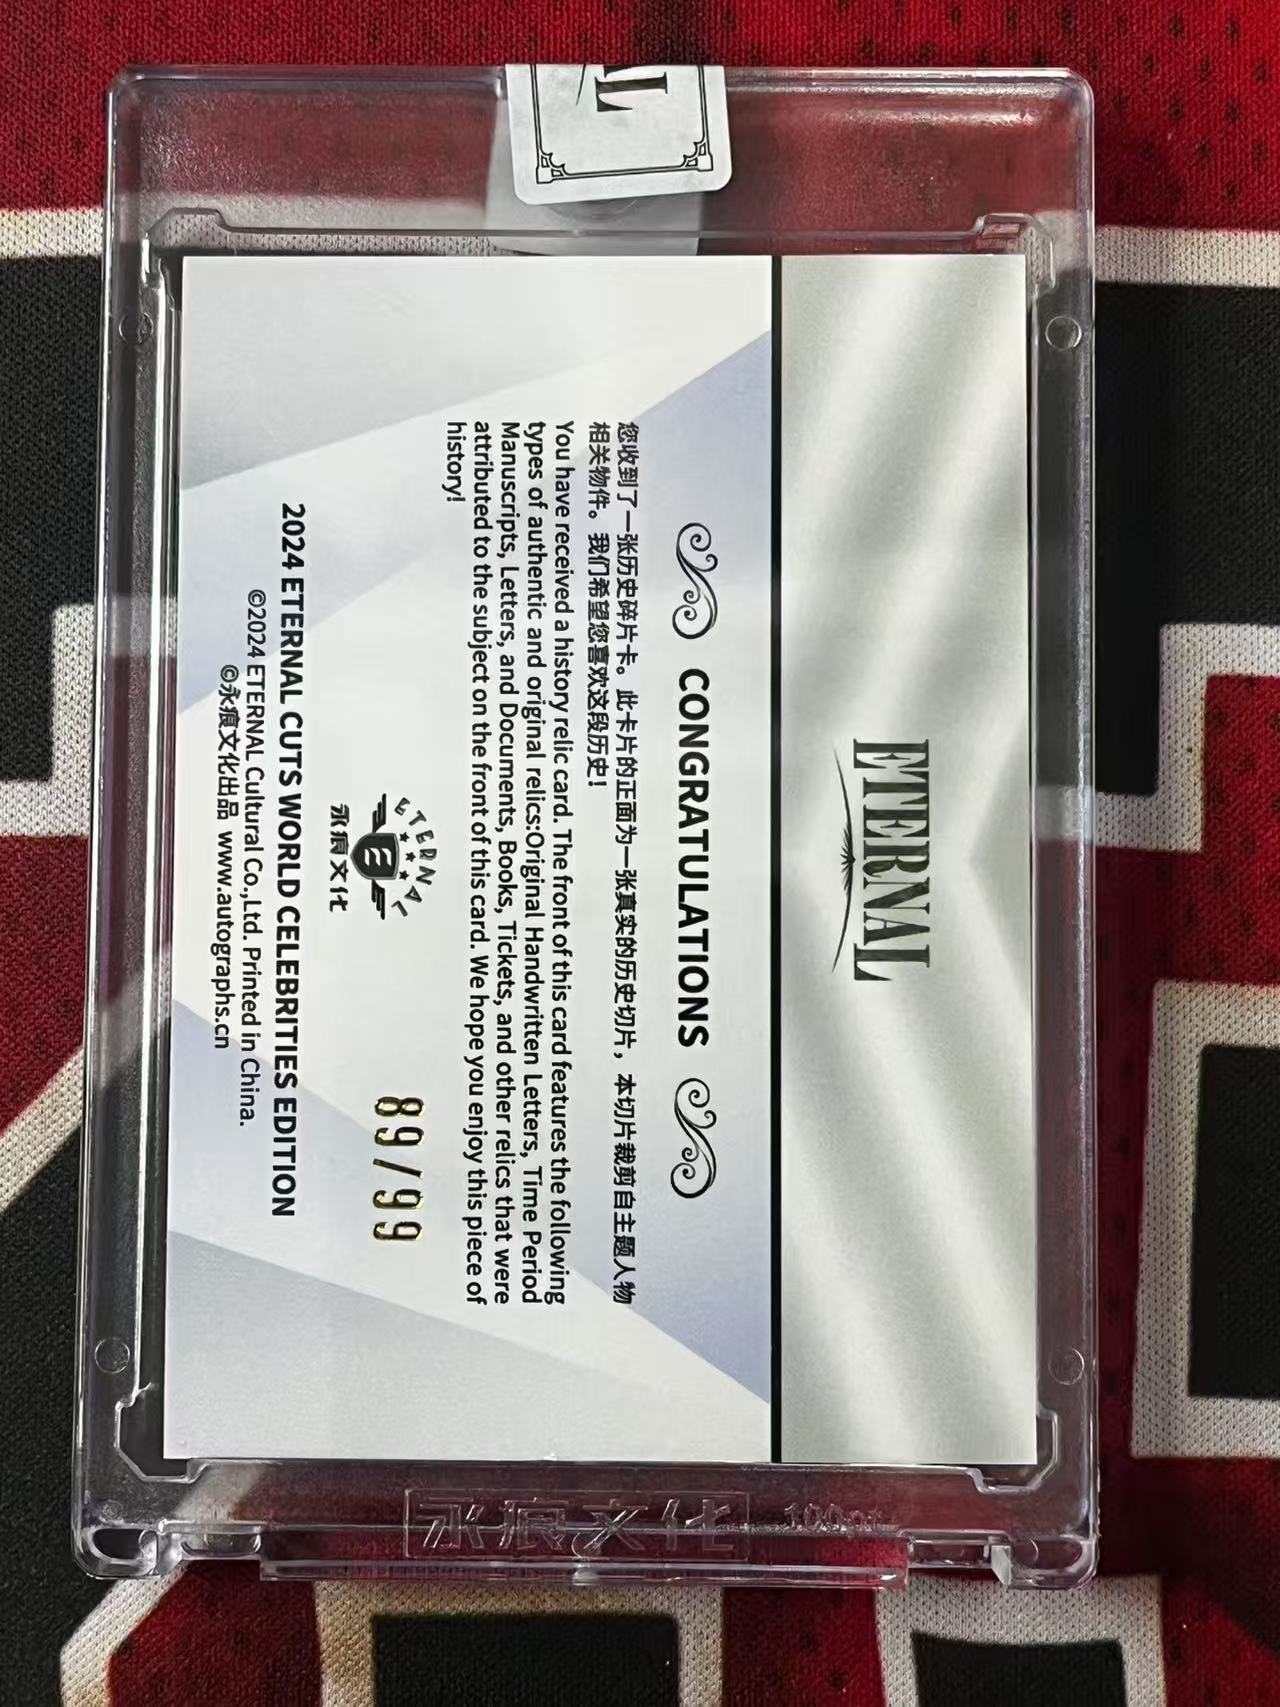 ETERNAL
CONGRATULATIONS
您收到了一张历史碎片卡。此卡片的正面为一张真实的历史切片，本切片裁剪自主题人物
相关物件。我们希望您喜欢这段历史！
You have received a history relic card. The front of this card features the following
types of authentic and original relics:Original Handwritten Letters, Time Period
Manuscripts, Letters, and Documents, Books, Tickets, and other relics that were
attributed to the subject on the front of this card. We hope you enjoy this piece of
history!
ETERNAL
E
永痕文化
89/99
2024 ETERNAL CUTS WORLD CELEBRITIES EDITION
©2024 ETERNAL Cultural Co.,Ltd. Printed in China.
©永痕文化出品 www.autographs.cn
永痕文化
100pt